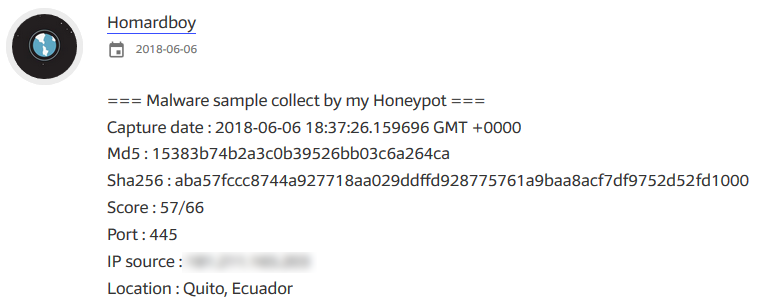 Homardboy
2018-06-06
=== Malware sample collect by my Honeypot ===
Capture date : 2018-06-06 18:37:26.159696 GMT +0000
Md5 : 15383b74b2a3c0b39526bb03c6a264ca
Sha256 : aba57fccc8744a927718aa029ddffd928775761a9baa8acf7df9752d52fd1000
Score : 57/66
Port : 445
IP source :
Location : Quito, Ecuador